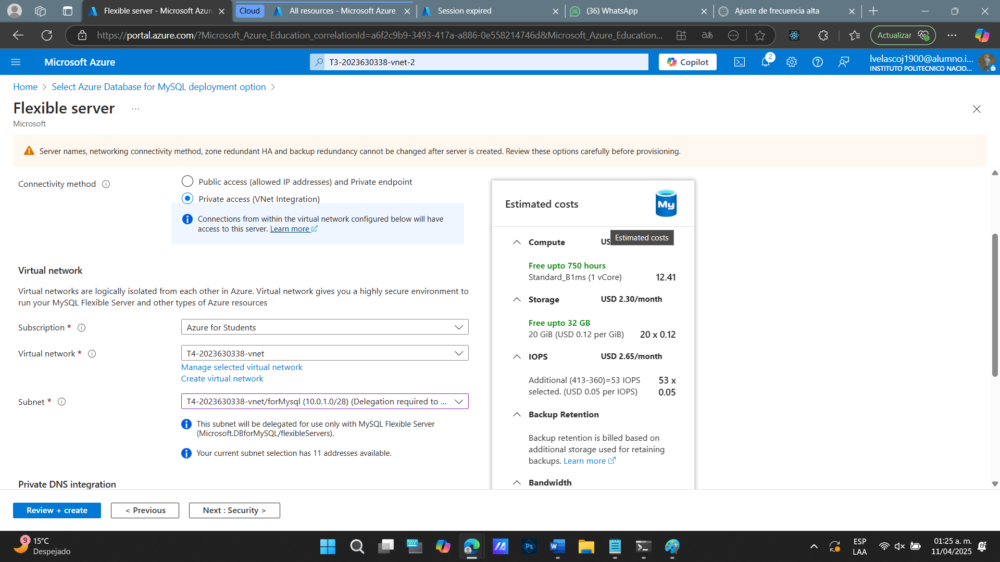 Flexible server - Microsoft Azure
Cloud
All resources - Microsoft Azure
Session expired
(36) WhatsApp
Ajuste de frecuencia alta
https://portal.azure.com/?Microsoft_Azure_Education_correlationId=a6f2c9b9-3493-417a-a886-0e558214746d&Microsoft_Azure_Education...
Actualizar
Microsoft Azure
T3-2023630338-vnet-2
Copilot
2
lvelascoj1900@alumno.i...
INSTITUTO POLITECNICO NACIO...
Home > Select Azure Database for MySQL deployment option >
Flexible server ...
Microsoft
Server names, networking connectivity method, zone redundant HA and backup redundancy cannot be changed after server is created. Review these options carefully before provisioning.
Connectivity method
Public access (allowed IP addresses) and Private endpoint
Private access (VNet Integration)
Connections from within the virtual network configured below will have
access to this server. Learn more
Virtual network
Virtual networks are logically isolated from each other in Azure. Virtual network gives you a highly secure environment to
run your MySQL Flexible Server and other types of Azure resources
Subscription *
Azure for Students
Virtual network *
T4-2023630338-vnet
Manage selected virtual network
Create virtual network
Subnet *
T4-2023630338-vnet/forMysql (10.0.1.0/28) (Delegation required to ...
This subnet will be delegated for use only with MySQL Flexible Server
(Microsoft.DBforMySQL/flexibleServers).
Your current subnet selection has 11 addresses available.
Private DNS integration
Estimated costs
My
Estimated costs
Compute US
Free upto 750 hours
Standard_B1ms (1 vCore) 12.41
Storage USD 2.30/month
Free upto 32 GB
20 GiB (USD 0.12 per GiB) 20 x 0.12
IOPS USD 2.65/month
Additional (413-360)=53 IOPS 53 x
selected. (USD 0.05 per IOPS) 0.05
Backup Retention
Backup retention is billed based on
additional storage used for retaining
backups. Learn more
Bandwidth
Review + create
< Previous
Next : Security >
9
15°C
Despejado
Ps
W
ESP
LAA
01:25 a. m.
11/04/2025